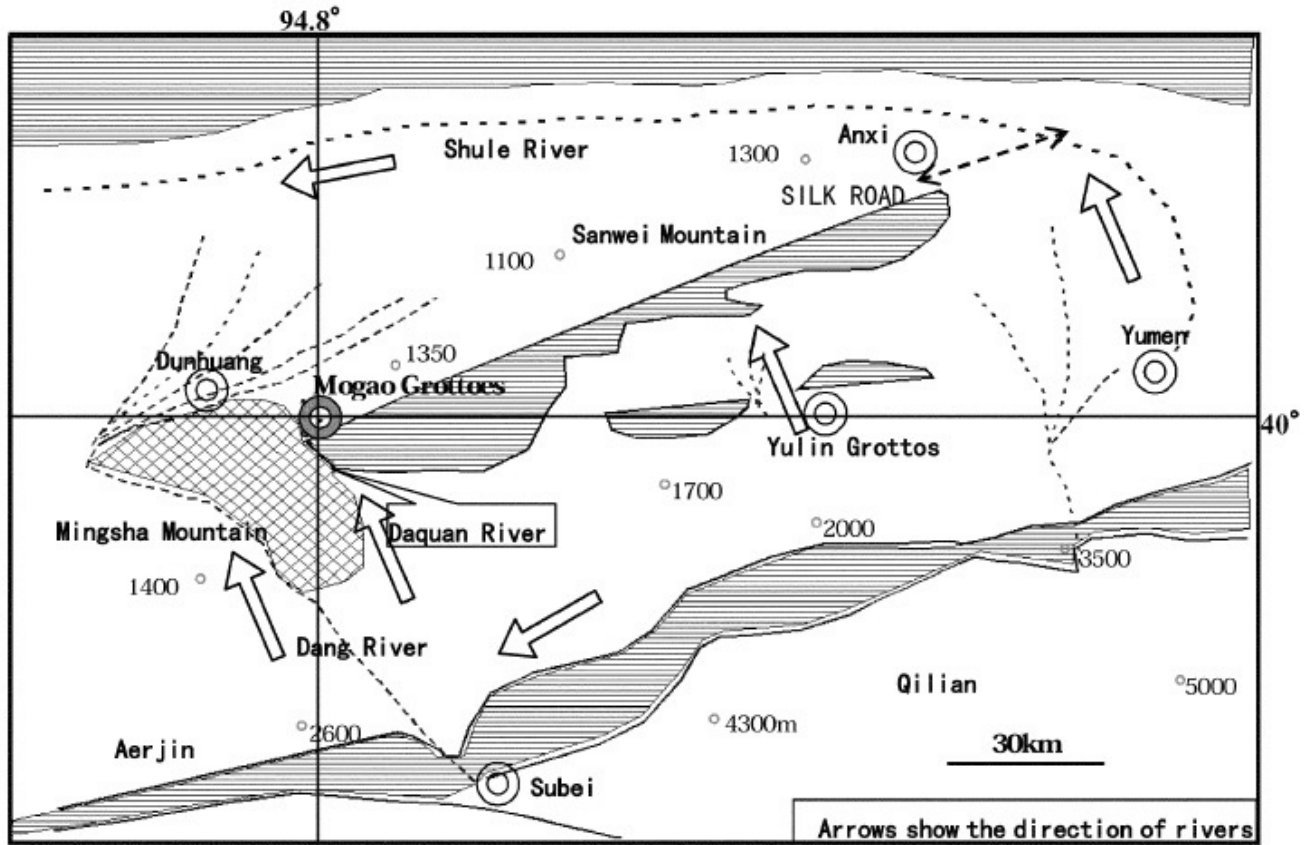 94.8°
Anxi
Shule River
1300
SILK ROAD
Sanwei Mountain
1100
1350
Dunhuang
Yumen
Mogao Grottoes
40°
Yulin Grottos
1700
2000
Mingsha Mountain
Daquan River
3500
1400
Dang River
Qilian
5000
4300m
2600
Aerjin
30km
Subei
Arrows show the direction of rivers